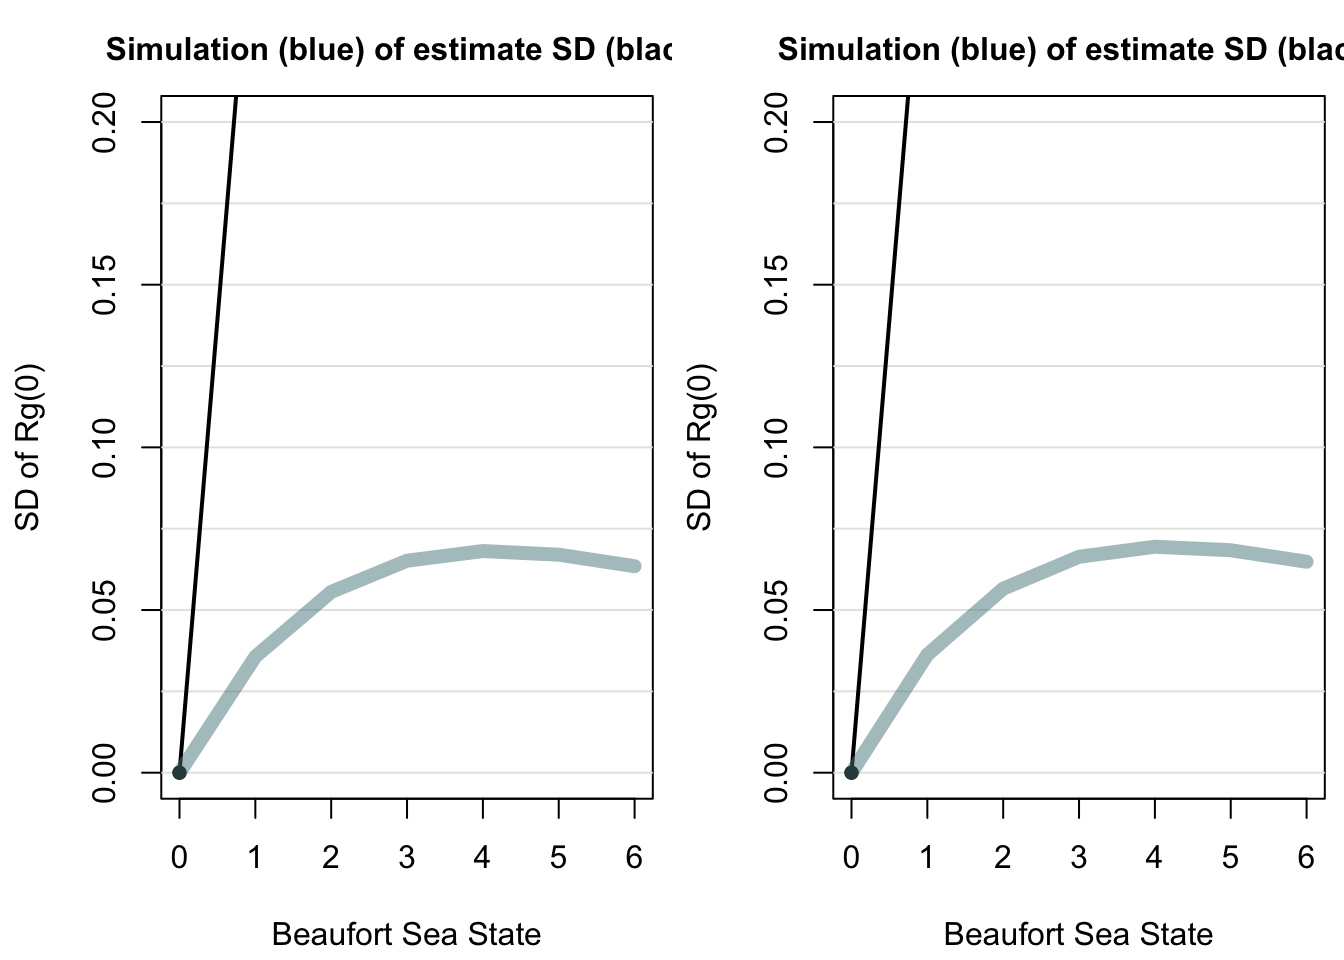 Simulation (blue) of estimate SD (blac
SD of Rg(0)
0.20
0.15
0.10
0.05
0.00
0 1 2 3 4 5 6
Beaufort Sea State
Simulation (blue) of estimate SD (blac
SD of Rg(0)
0.20
0.15
0.10
0.05
0.00
0 1 2 3 4 5 6
Beaufort Sea State